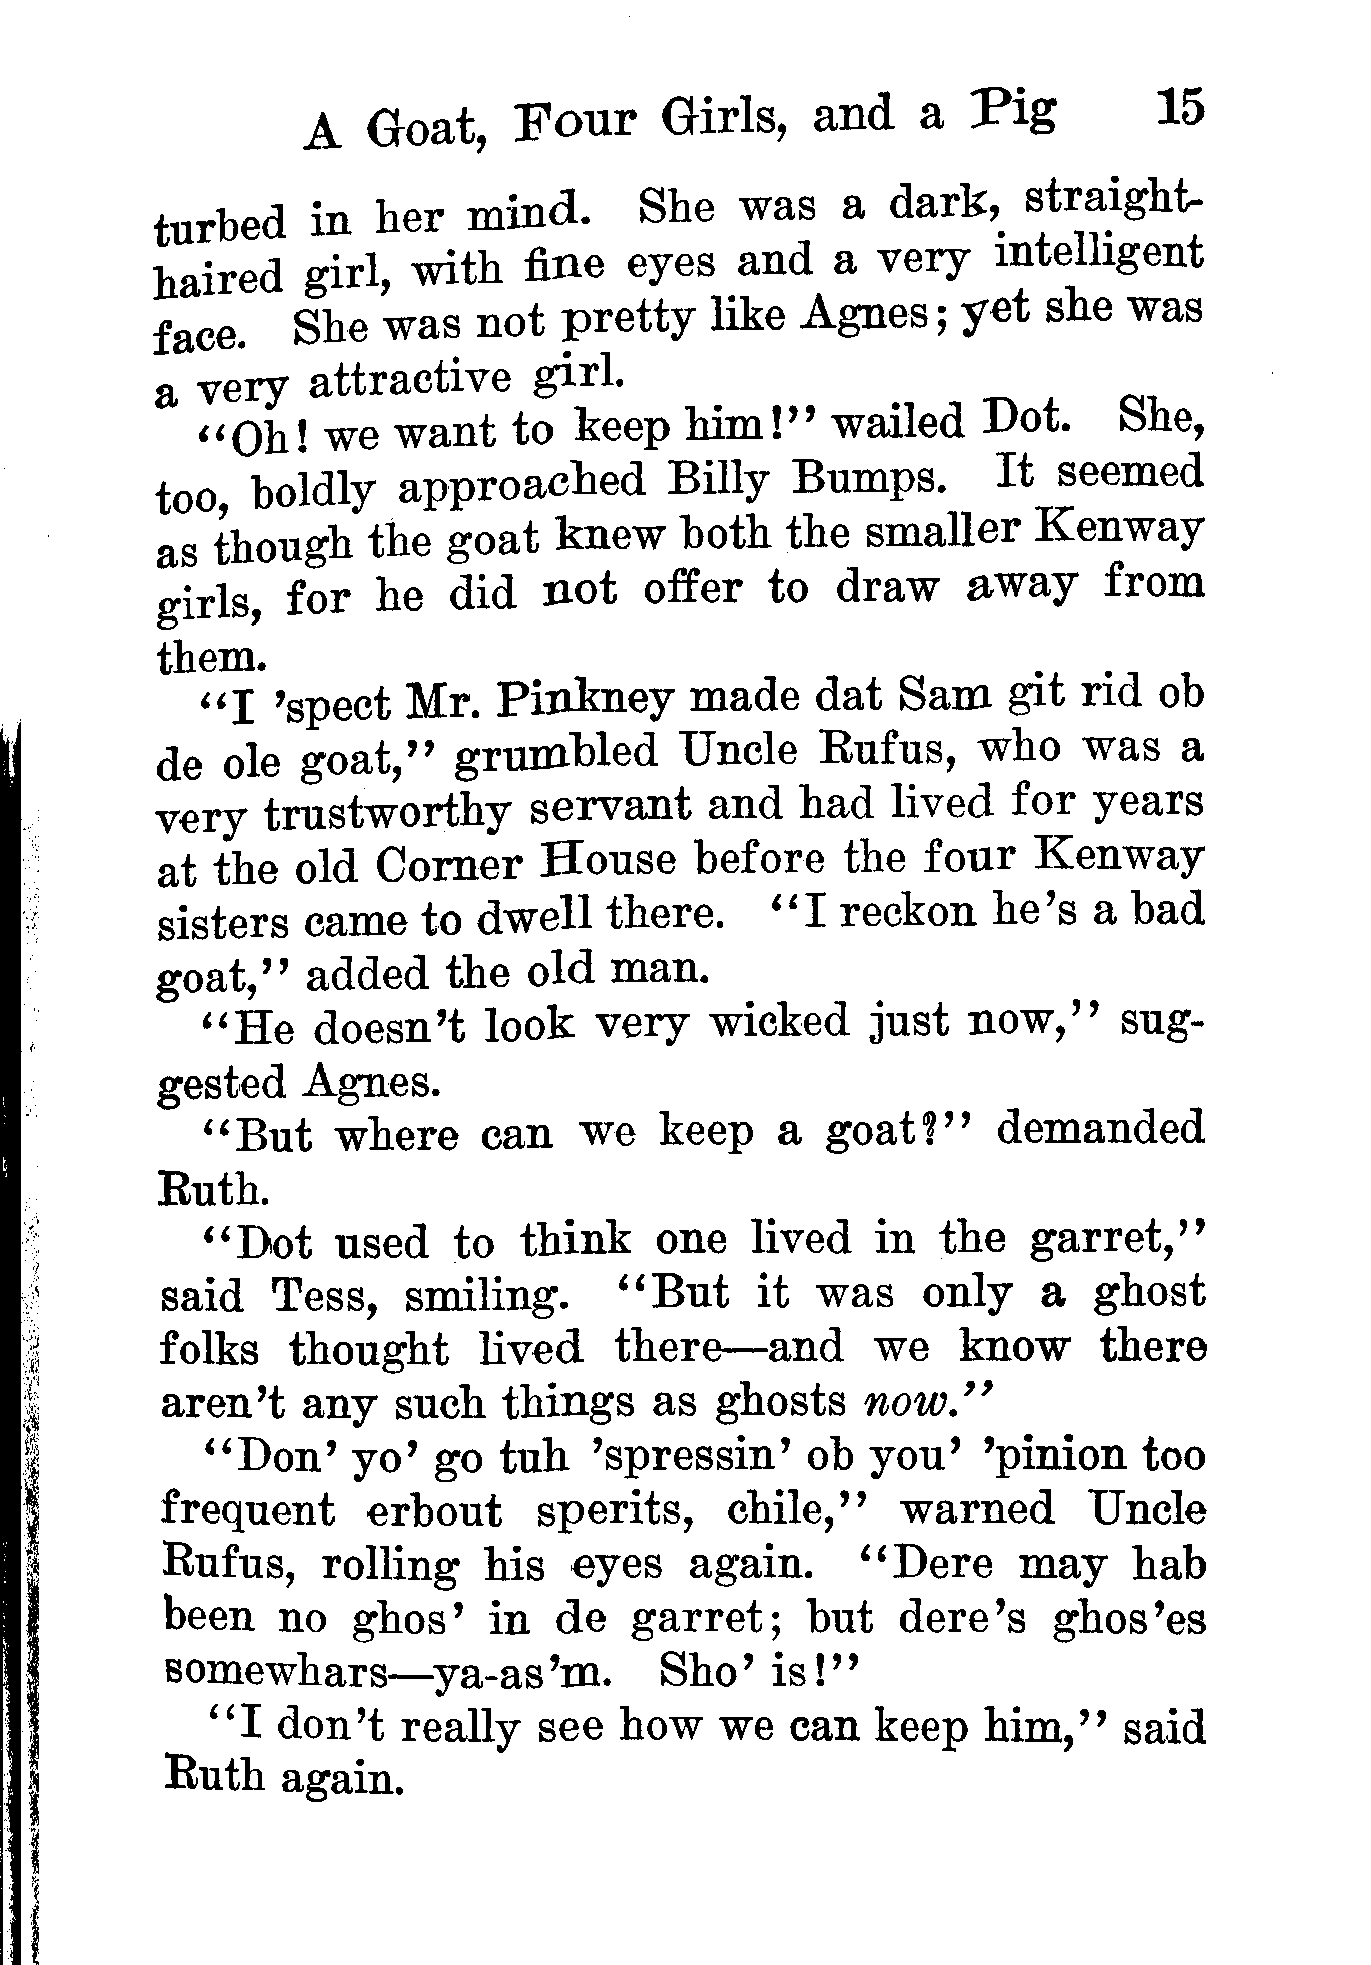 A Goat, Four Girls, and a Pig 15
turbed in her mind. She was a dark, straight-
haired girl, with fine eyes and a very intelligent
face. She was not pretty like Agnes; yet she was
a very attractive girl.
“Oh! we want to keep him!” wailed Dot. She,
too, boldly approached Billy Bumps. It seemed
as though the goat knew both the smaller Kenway
girls, for he did not offer to draw away from
them.
“I ’spect Mr. Pinkney made dat Sam git rid ob
de ole goat,” grumbled Uncle Rufus, who was a
very trustworthy servant and had lived for years
at the old Corner House before the four Kenway
sisters came to dwell there. “I reckon he’s a bad
goat,” added the old man.
“He doesn’t look very wicked just now,” sug-
gested Agnes.
“But where can we keep a goat?” demanded
Ruth.
“Dot used to think one lived in the garret,”
said Tess, smiling. “But it was only a ghost
folks thought lived there—and we know there
aren’t any such things as ghosts now.”
“Don’ yo’ go tuh ’spressin’ ob you’ ’pinion too
frequent erbout sperits, chile,” warned Uncle
Rufus, rolling his eyes again. “Dere may hab
been no ghos’ in de garret; but dere’s ghos’es
somewhars—ya-as’m. Sho’ is!”
“I don’t really see how we can keep him,” said
Ruth again.